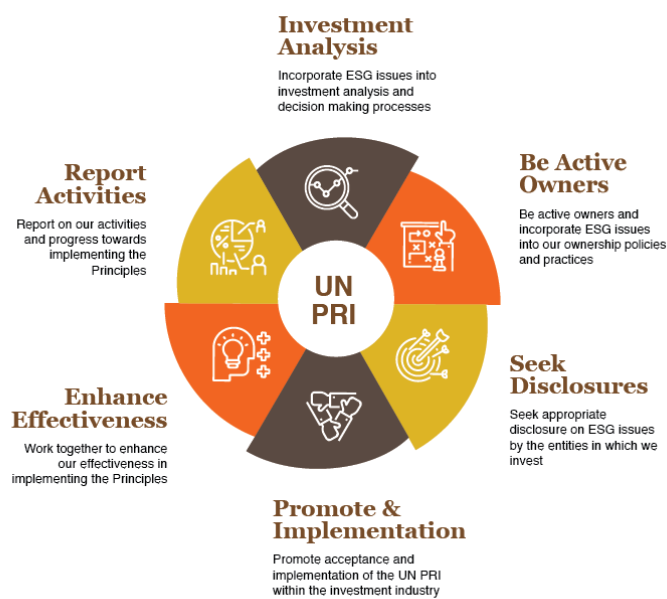 Investment
Analysis
Incorporate ESG issues into
investment analysis and
decision making processes
Be Active
Owners
Be active owners and
incorporate ESG issues
into our ownership policies
and practices
Seek
Disclosures
Seek appropriate
disclosure on ESG issues
by the entities in which we
invest
Promote &
Implementation
Promote acceptance and
implementation of the UN PRI
within the investment industry
Enhance
Effectiveness
Work together to enhance
our effectiveness in
implementing the Principles
Report
Activities
Report on our activities
and progress towards
implementing the
Principles
UN
PRI